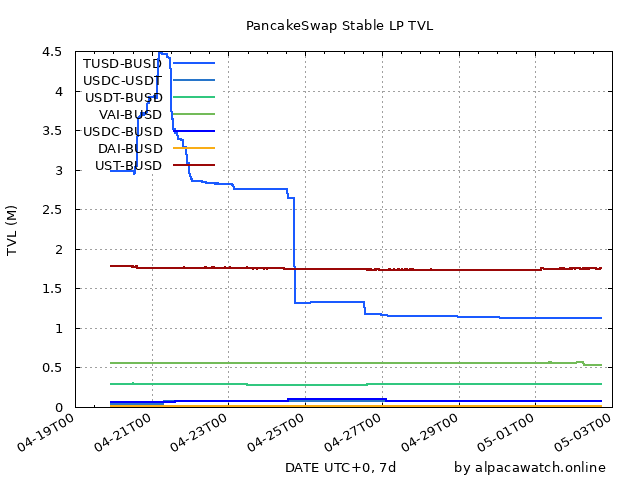 PancakeSwap Stable LP TVL
4.5
4
3.5
3
2.5
2
1.5
1
0.5
0
TVL (M)
TUSD-BUSD
USDC-USDT
USDT-BUSD
VAI-BUSD
USDC-BUSD
DAI-BUSD
UST-BUSD
04-19T00
04-21T00
04-23T00
04-25T00
04-27T00
04-29T00
05-01T00
05-03T00
DATE UTC+0, 7d
by alpacawatch.online